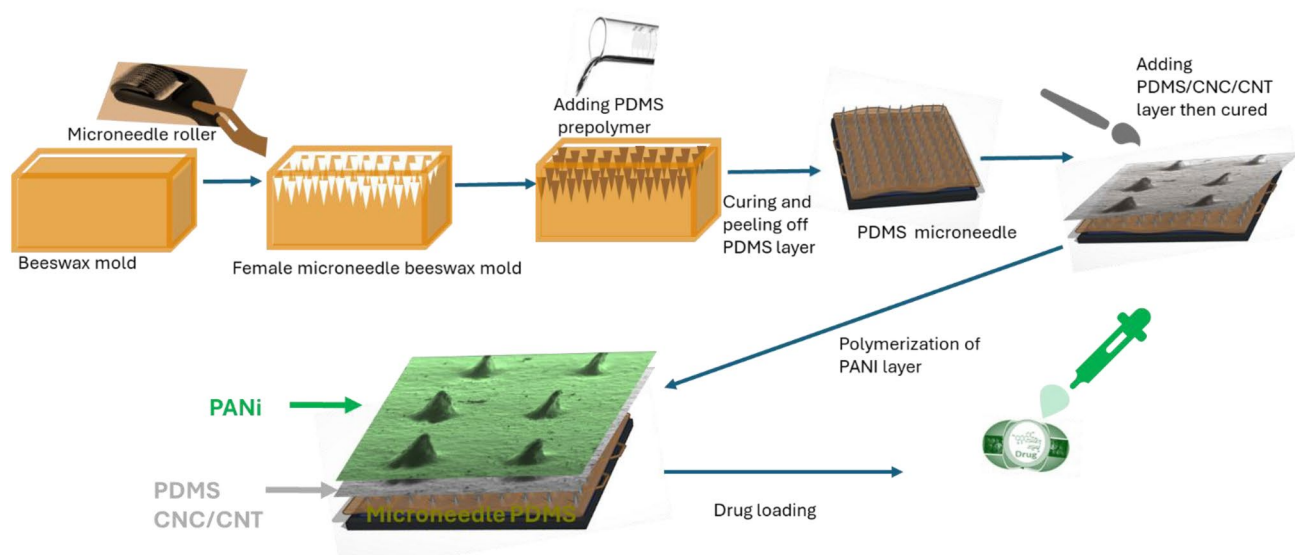 Microneedle roller
Beeswax mold
Female microneedle beeswax mold
Adding PDMS
prepolymer
Curing and
peeling off
PDMS layer
PDMS microneedle
Adding
PDMS/CNC/CNT
layer then cured
Polymerization of
PANI layer
PANi
PDMS
CNC/CNT
Microneedle PDMS
Drug loading
Drug